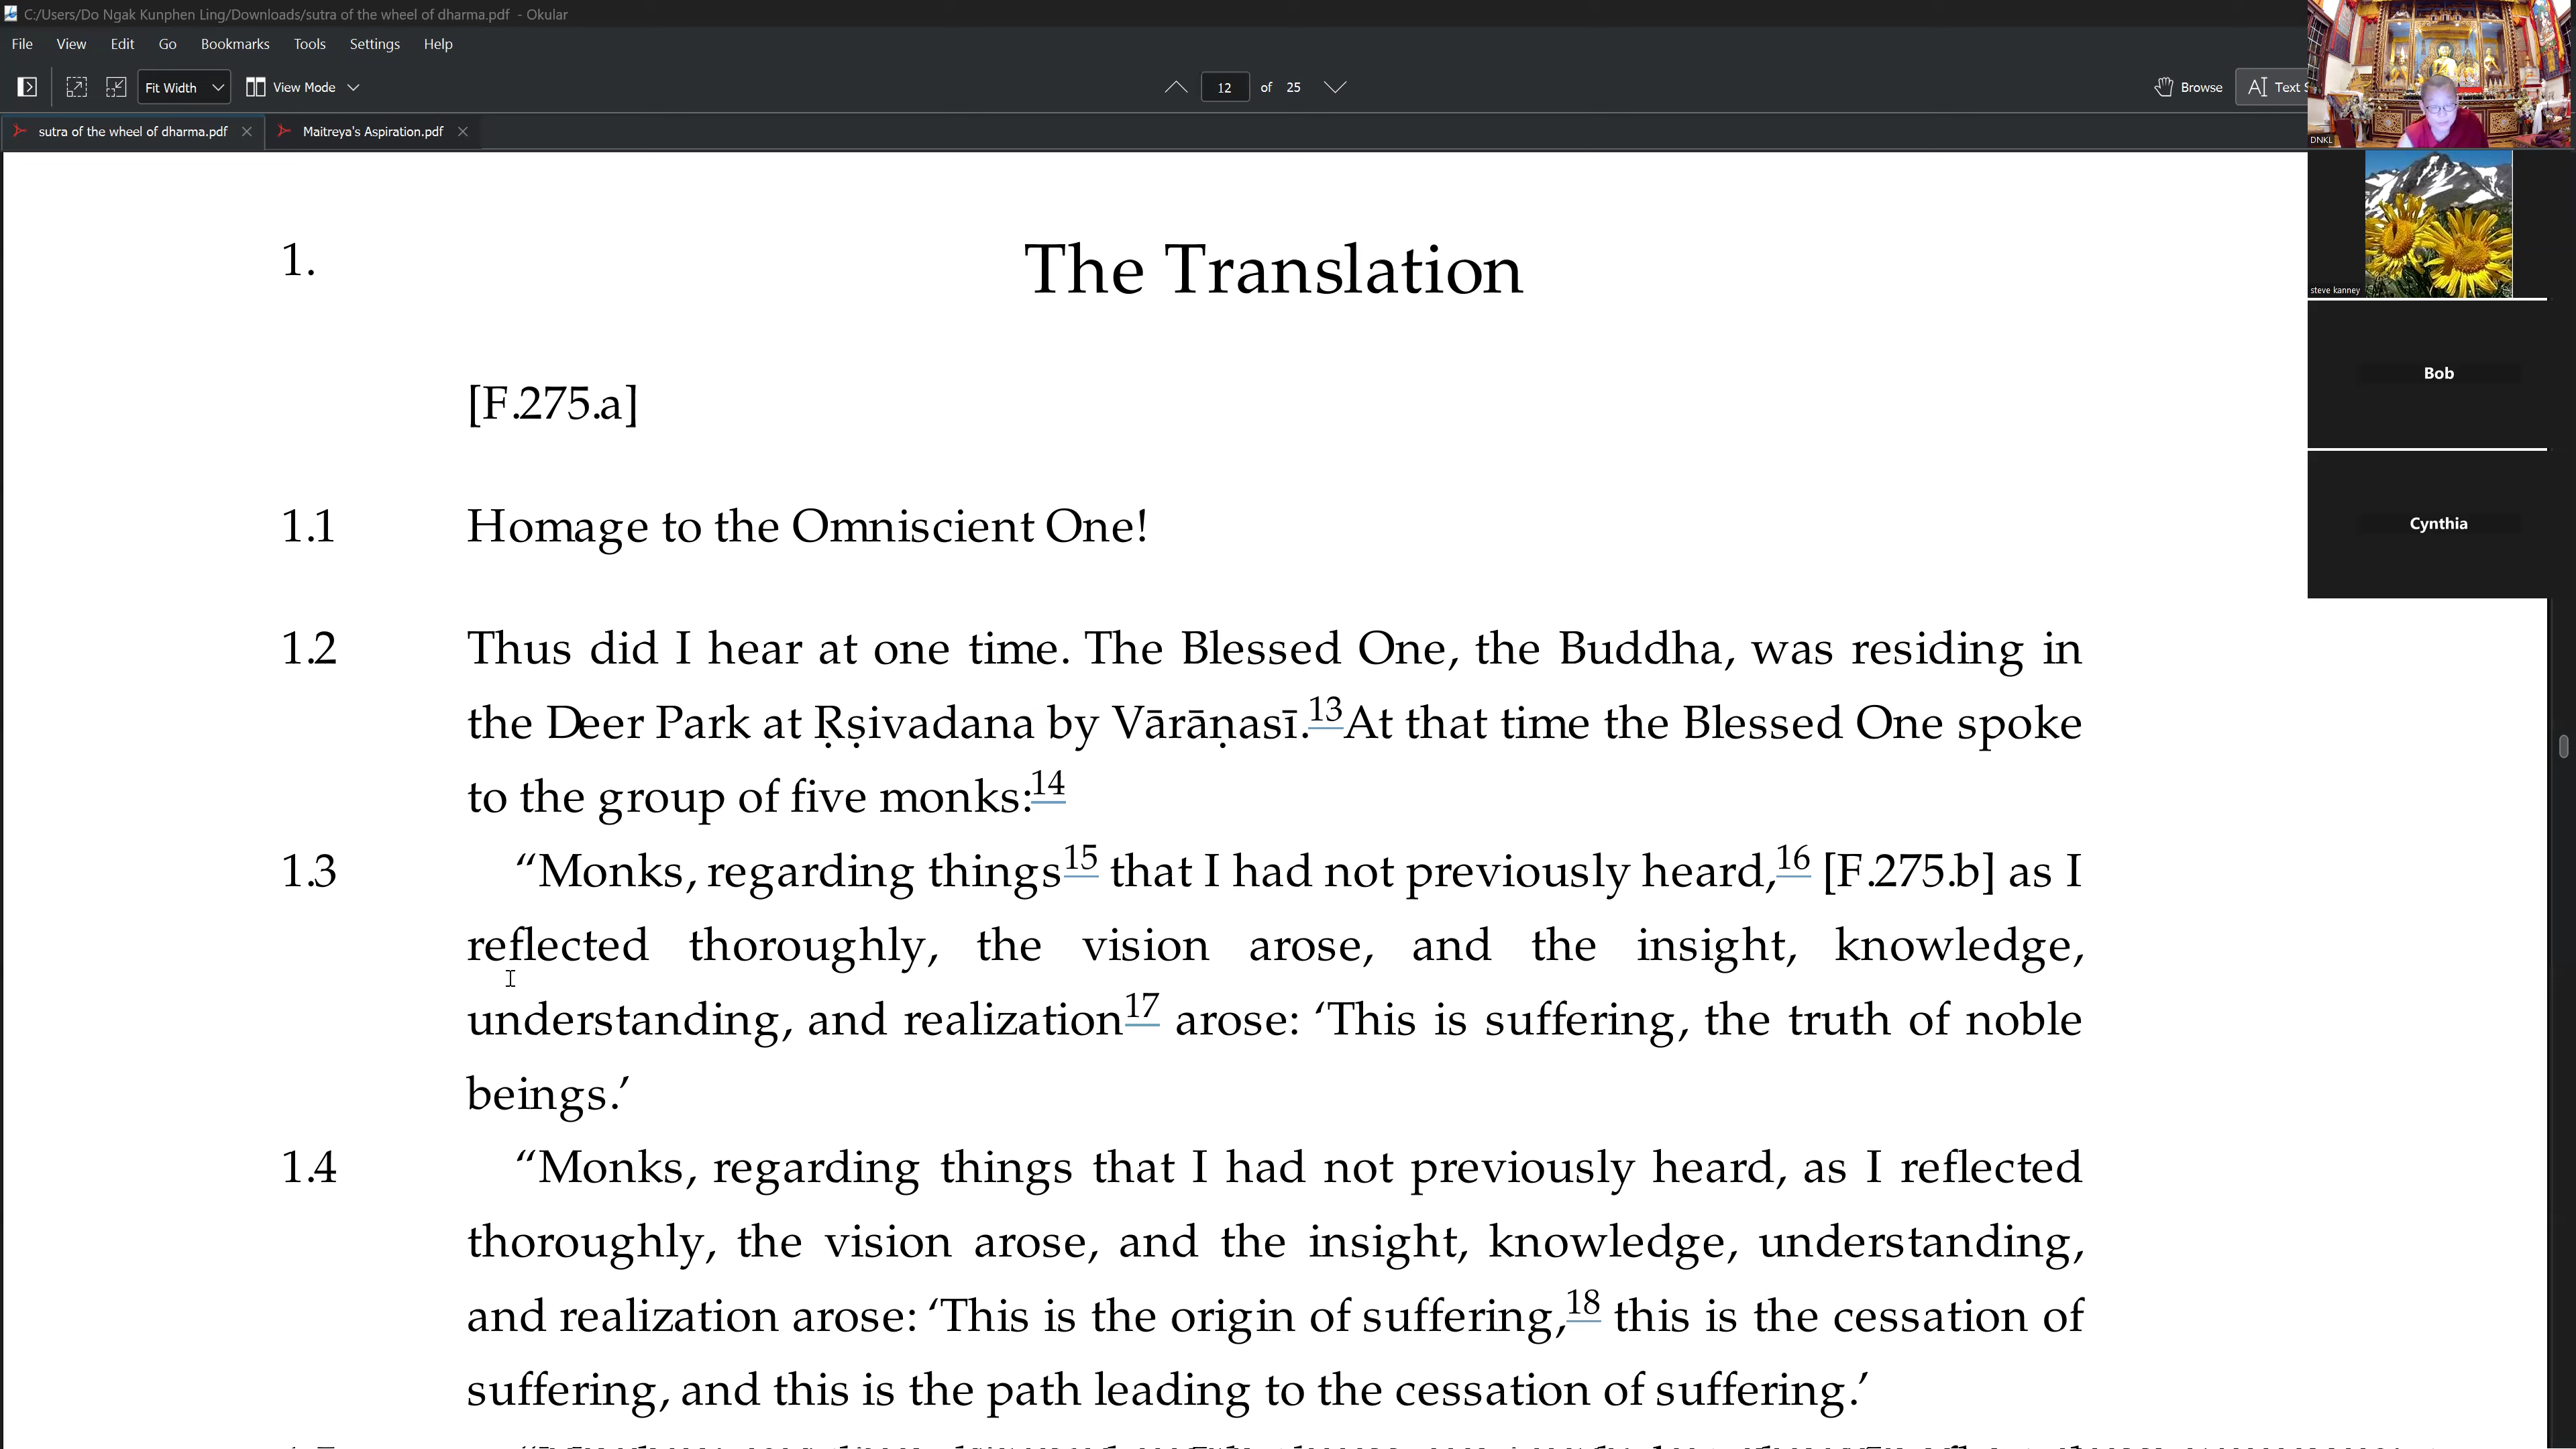 C:/Users/Do Ngak Kunphen Ling/Downloads/sutra of the wheel of dharma.pdf - Okular
File View Edit Go Bookmarks Tools Settings Help
Fit Width View Mode 12 of 25 Browse Text S
sutra of the wheel of dharma.pdf Maitreya's Aspiration.pdf
DNKL
steve kanney
Bob
Cynthia
1. The Translation
[F.275.a]
1.1 Homage to the Omniscient One!
1.2 Thus did I hear at one time. The Blessed One, the Buddha, was residing in
the Deer Park at Ṛṣivadana by Vārāṇasī.13 At that time the Blessed One spoke
to the group of five monks:14
1.3 “Monks, regarding things15 that I had not previously heard,16 [F.275.b] as I
reflected thoroughly, the vision arose, and the insight, knowledge,
understanding, and realization17 arose: ‘This is suffering, the truth of noble
beings.’
1.4 “Monks, regarding things that I had not previously heard, as I reflected
thoroughly, the vision arose, and the insight, knowledge, understanding,
and realization arose: ‘This is the origin of suffering,18 this is the cessation of
suffering, and this is the path leading to the cessation of suffering.’